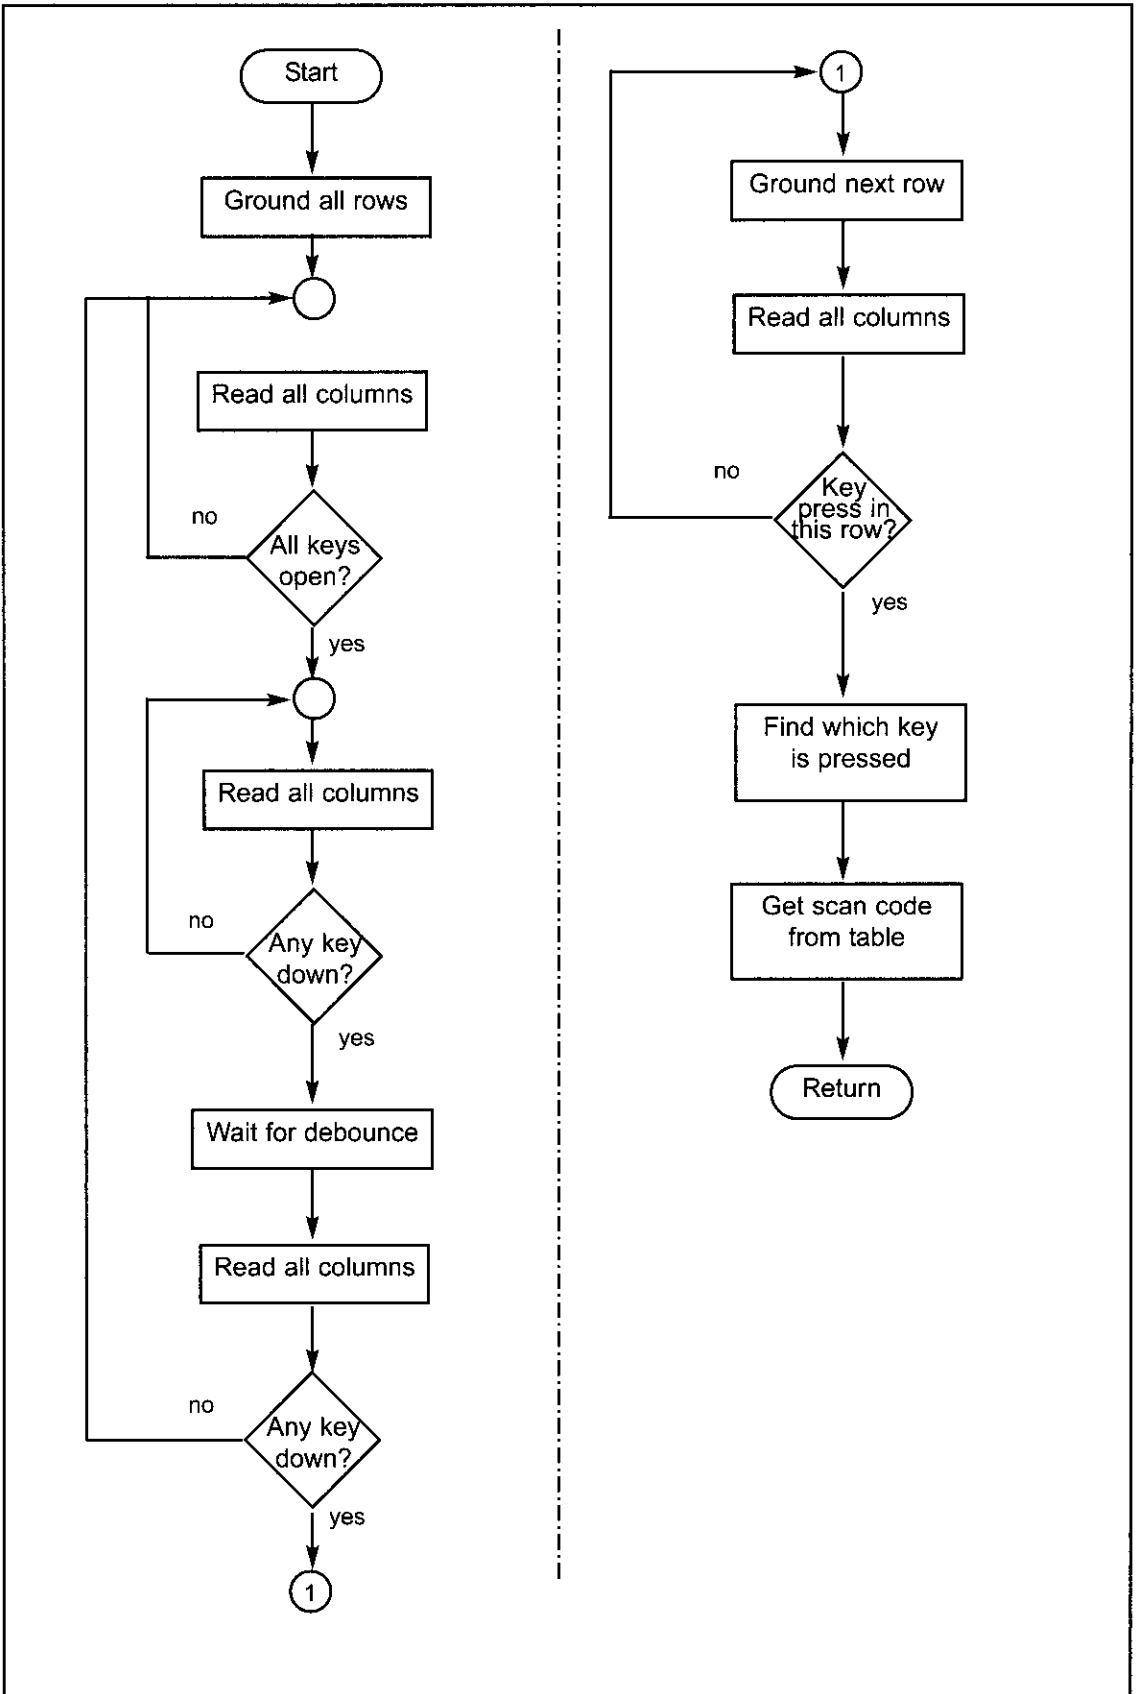 Start
Ground all rows
Read all columns
no
All keys
open?
yes
Read all columns
no
Any key
down?
yes
Wait for debounce
Read all columns
no
Any key
down?
yes
1
1
Ground next row
Read all columns
no
Key
press in
this row?
yes
Find which key
is pressed
Get scan code
from table
Return